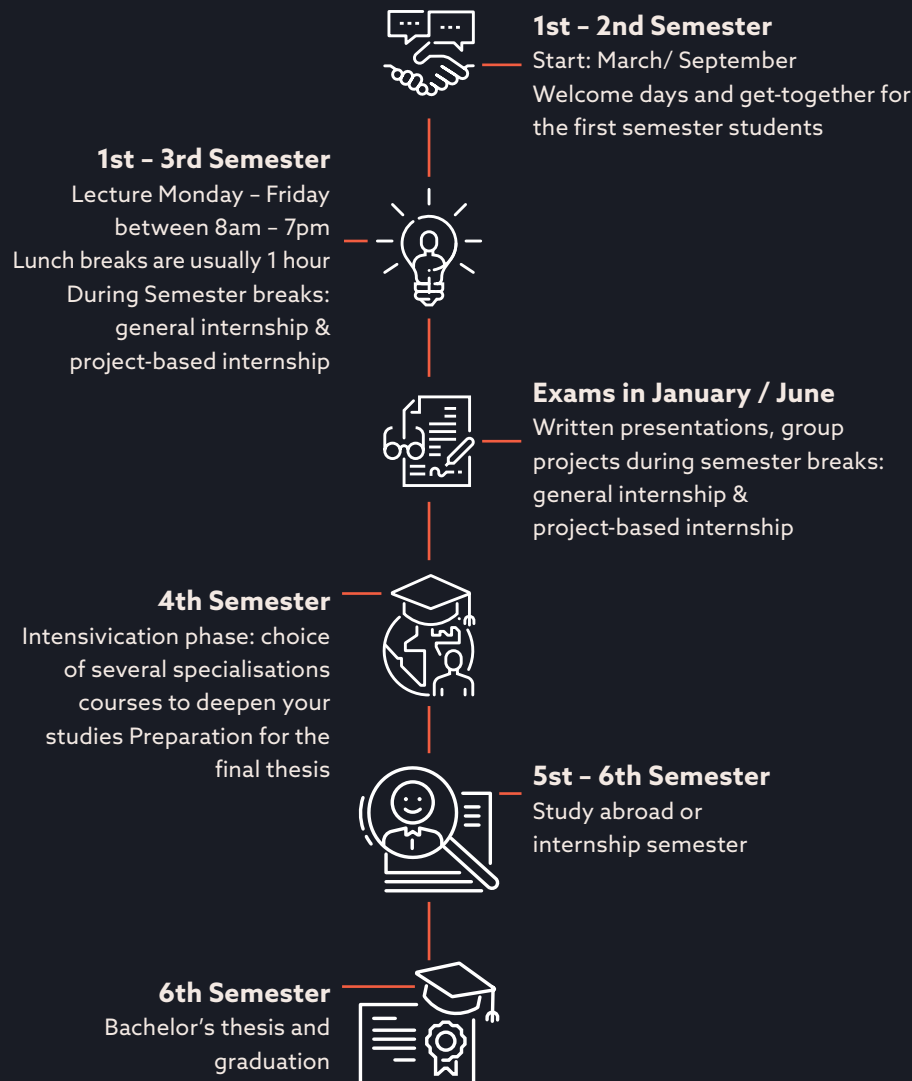 1st – 2nd Semester
Start: March/ September
Welcome days and get-together for
the first semester students
1st – 3rd Semester
Lecture Monday – Friday
between 8am – 7pm
Lunch breaks are usually 1 hour
During Semester breaks:
general internship &
project-based internship
Exams in January / June
Written presentations, group
projects during semester breaks:
general internship &
project-based internship
4th Semester
Intensivication phase: choice
of several specialisations
courses to deepen your
studies Preparation for the
final thesis
5st – 6th Semester
Study abroad or
internship semester
6th Semester
Bachelor’s thesis and
graduation